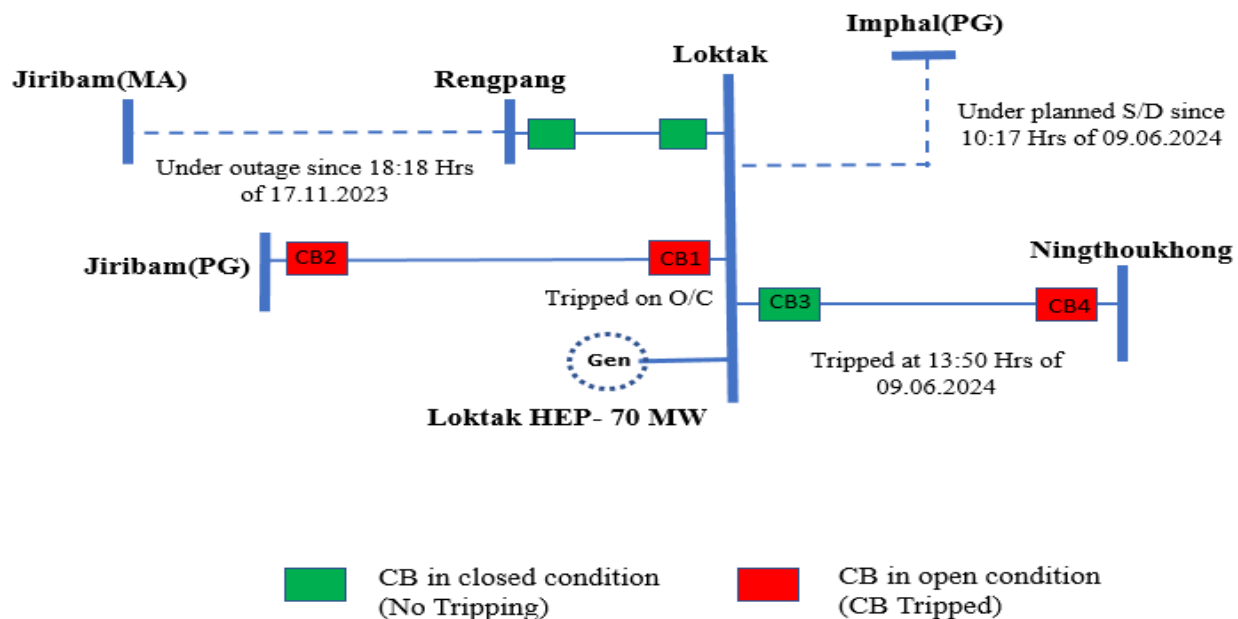 Imphal(PG)
Loktak
Jiribam(MA)
Rengpang
Under planned S/D since
10:17 Hrs of 09.06.2024
Under outage since 18:18 Hrs
of 17.11.2023
Jiribam(PG)
CB2
CB1
Tripped on O/C
Ningthoukhong
CB3
CB4
Gen
Tripped at 13:50 Hrs of
09.06.2024
Loktak HEP- 70 MW
CB in closed condition
(No Tripping)
CB in open condition
(CB Tripped)